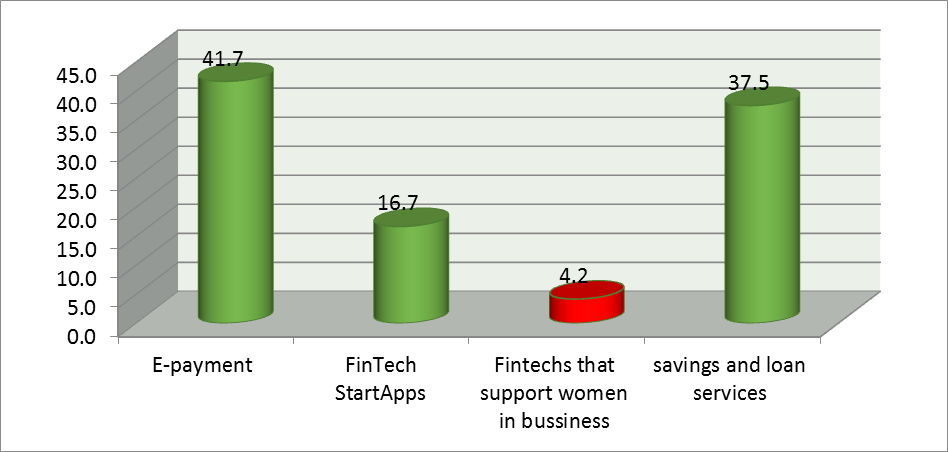 41.7
16.7
4.2
37.5
45.0
40.0
35.0
30.0
25.0
20.0
15.0
10.0
5.0
0.0
E-payment
FinTech
StartApps
Fintechs that
support women
in bussiness
savings and loan
services